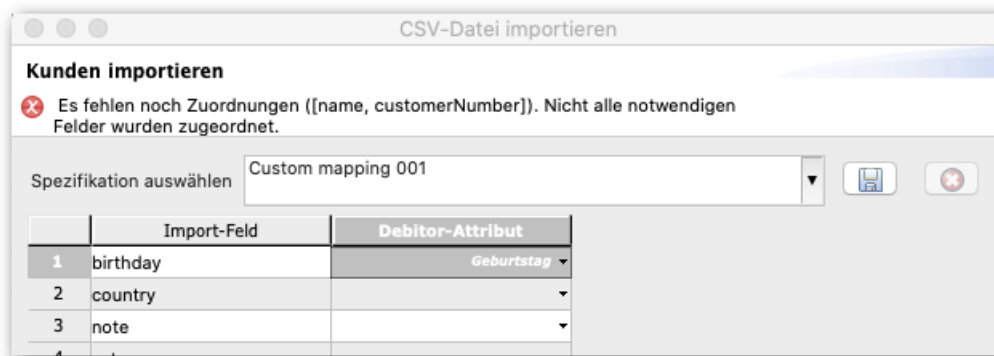 CSV-Datei importieren
Kunden importieren
Es fehlen noch Zuordnungen ([name, customerNumber]). Nicht alle notwendigen
Felder wurden zugeordnet.
Spezifikation auswählen Custom mapping 001
Import-Feld Debitor-Attribut
1 birthday Geburtstag
2 country
3 note